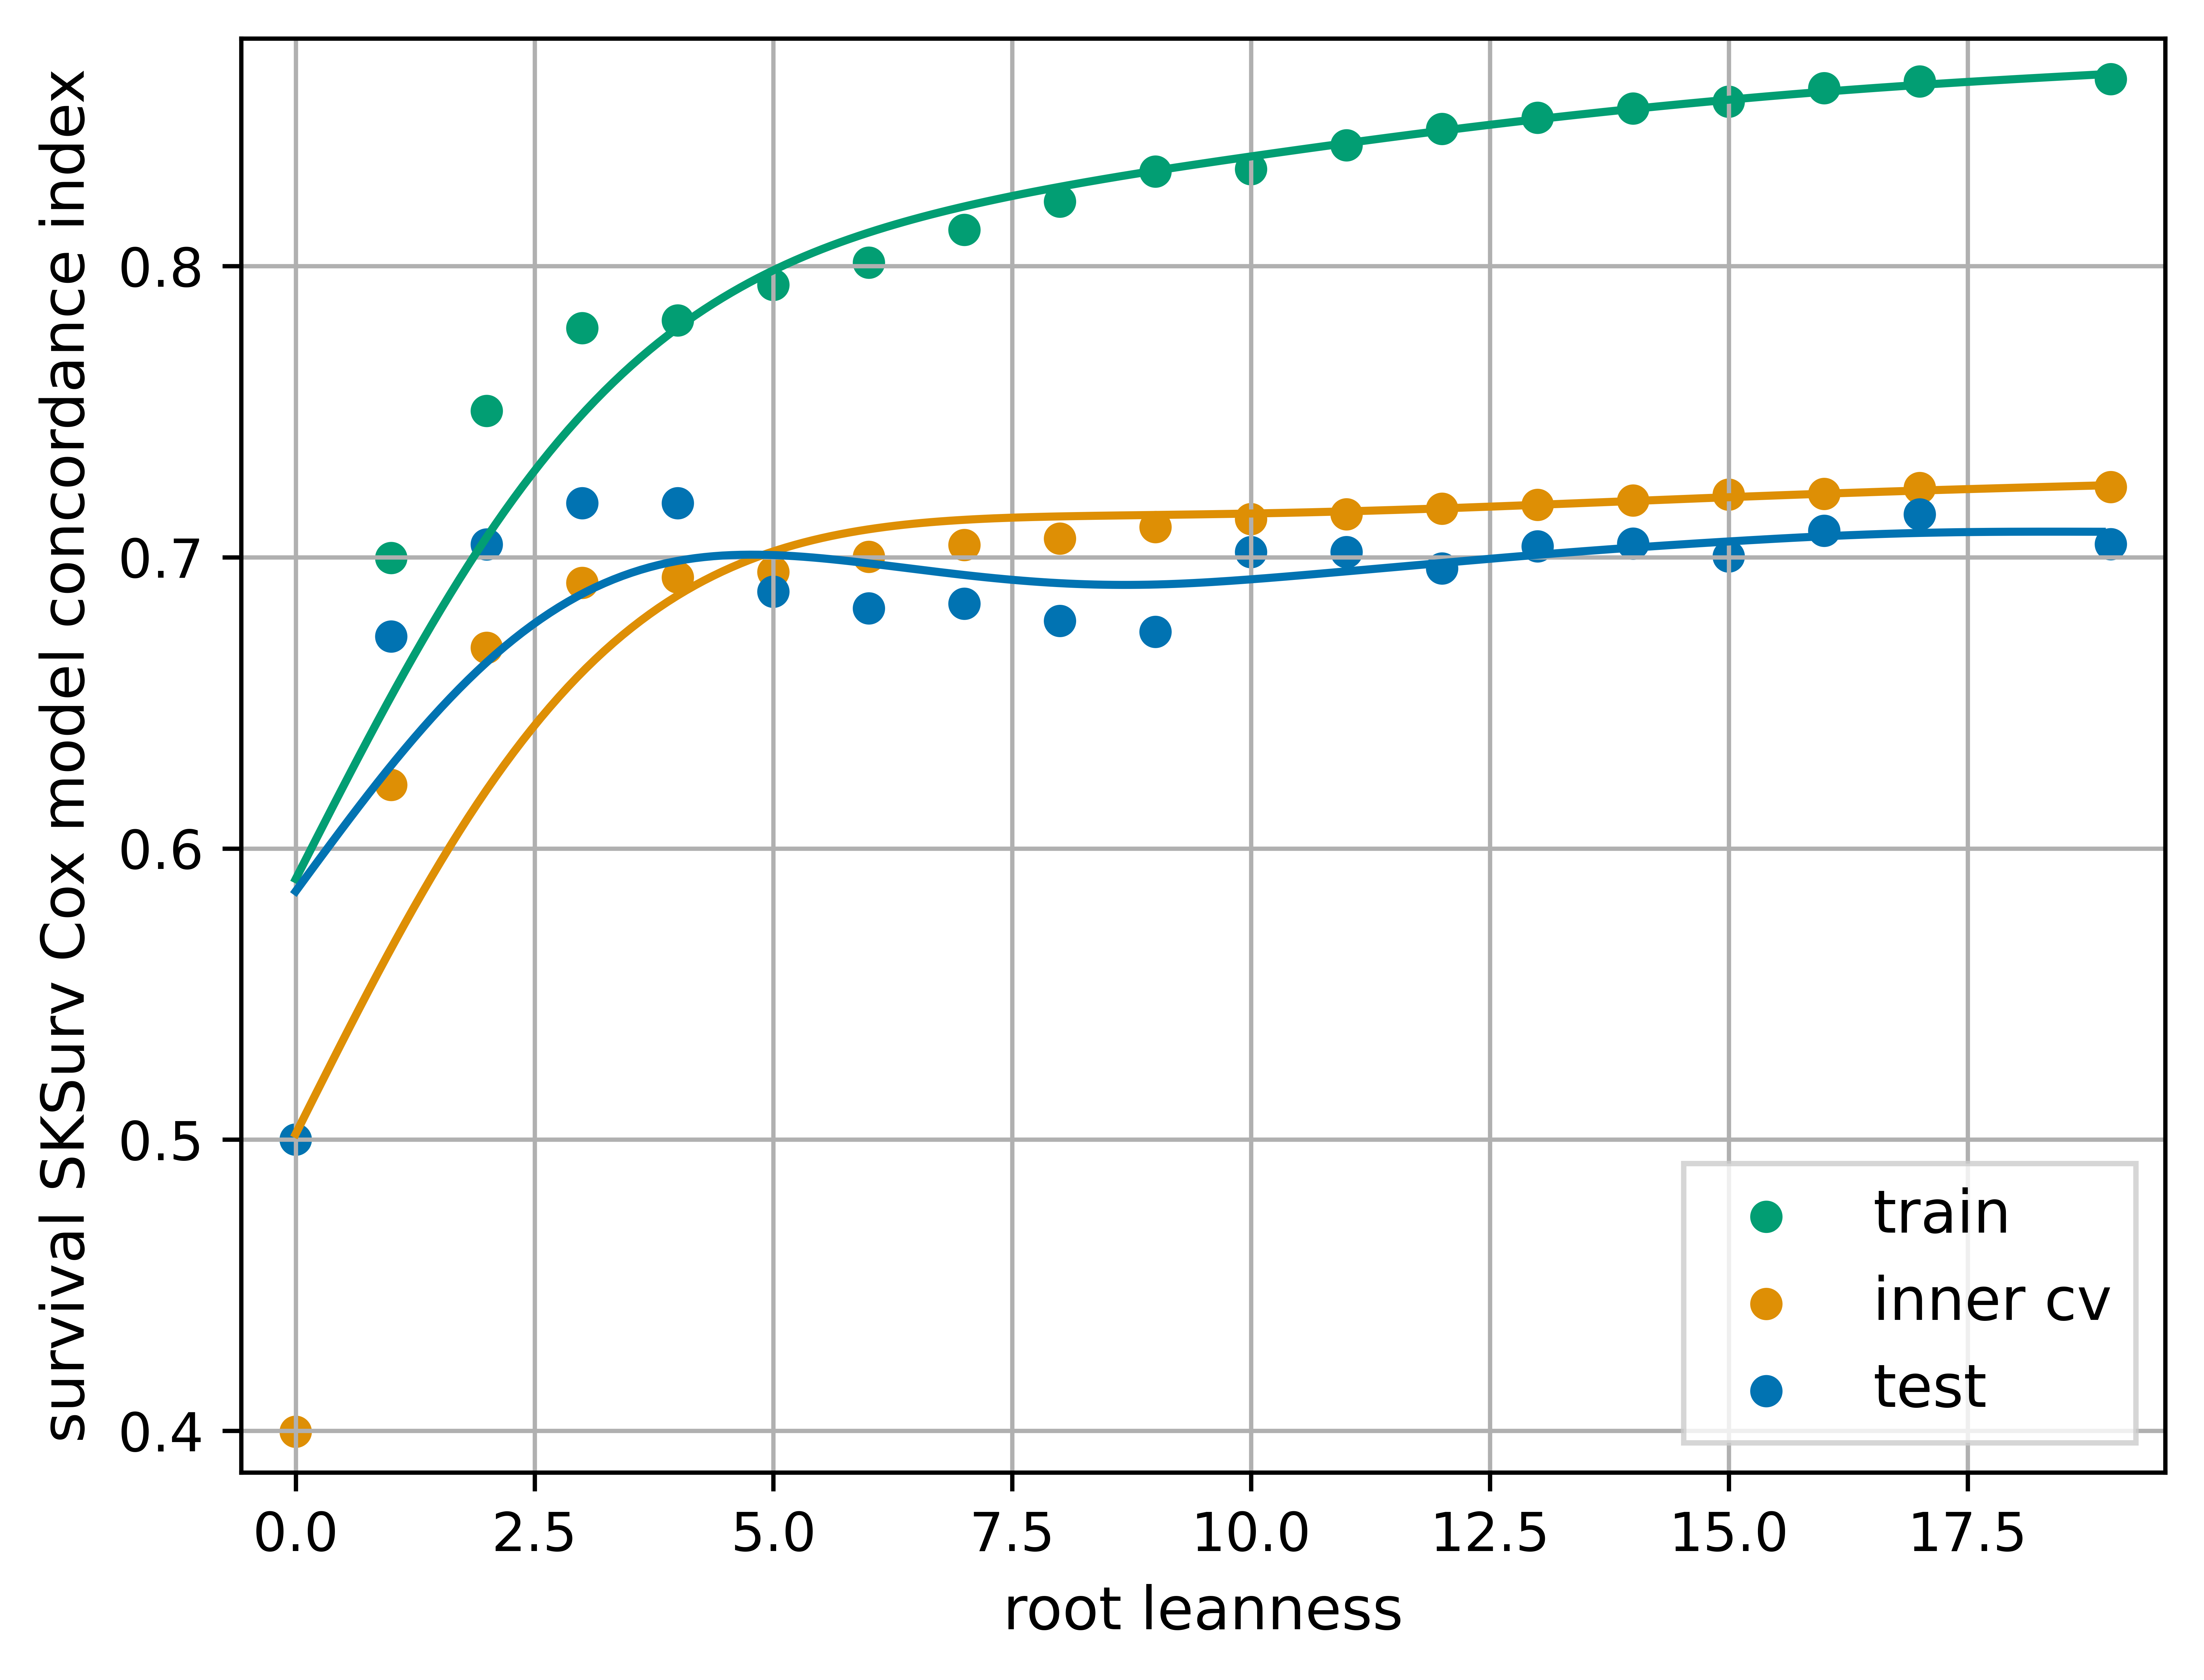 survival SKSurv Cox model concordance index
0.8
0.7
0.6
0.5
0.4
0.0 2.5 5.0 7.5 10.0 12.5 15.0 17.5
root leanness
train
inner cv
test